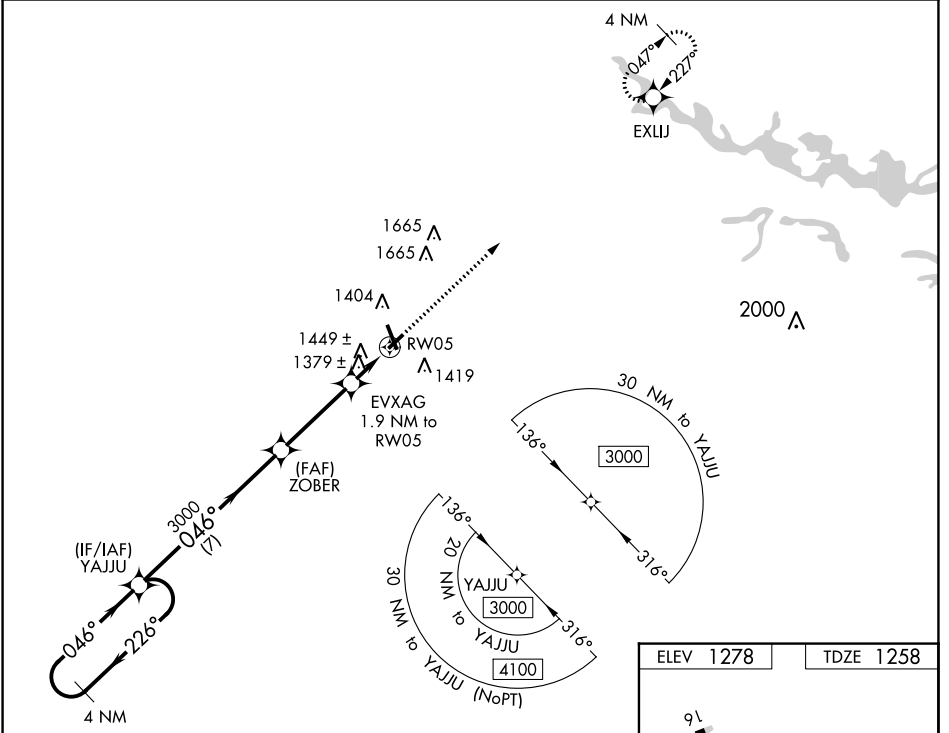 4 NM
047°
227°
EXLIJ
1665
1665
1404
2000
1449 ±
RW05
1379 ±
1419
EVXAG
1.9 NM to
RW05
30 NM to YAJJU
136°
3000
316°
(FAF)
ZOBER
3000
046°
(7)
(IF/IAF)
YAJJU
046°
226°
4 NM
136°
20 NM to YAJJU
YAJJU
3000
316°
30 NM to YAJJU (NoPT)
4100
ELEV 1278
TDZE 1258
16